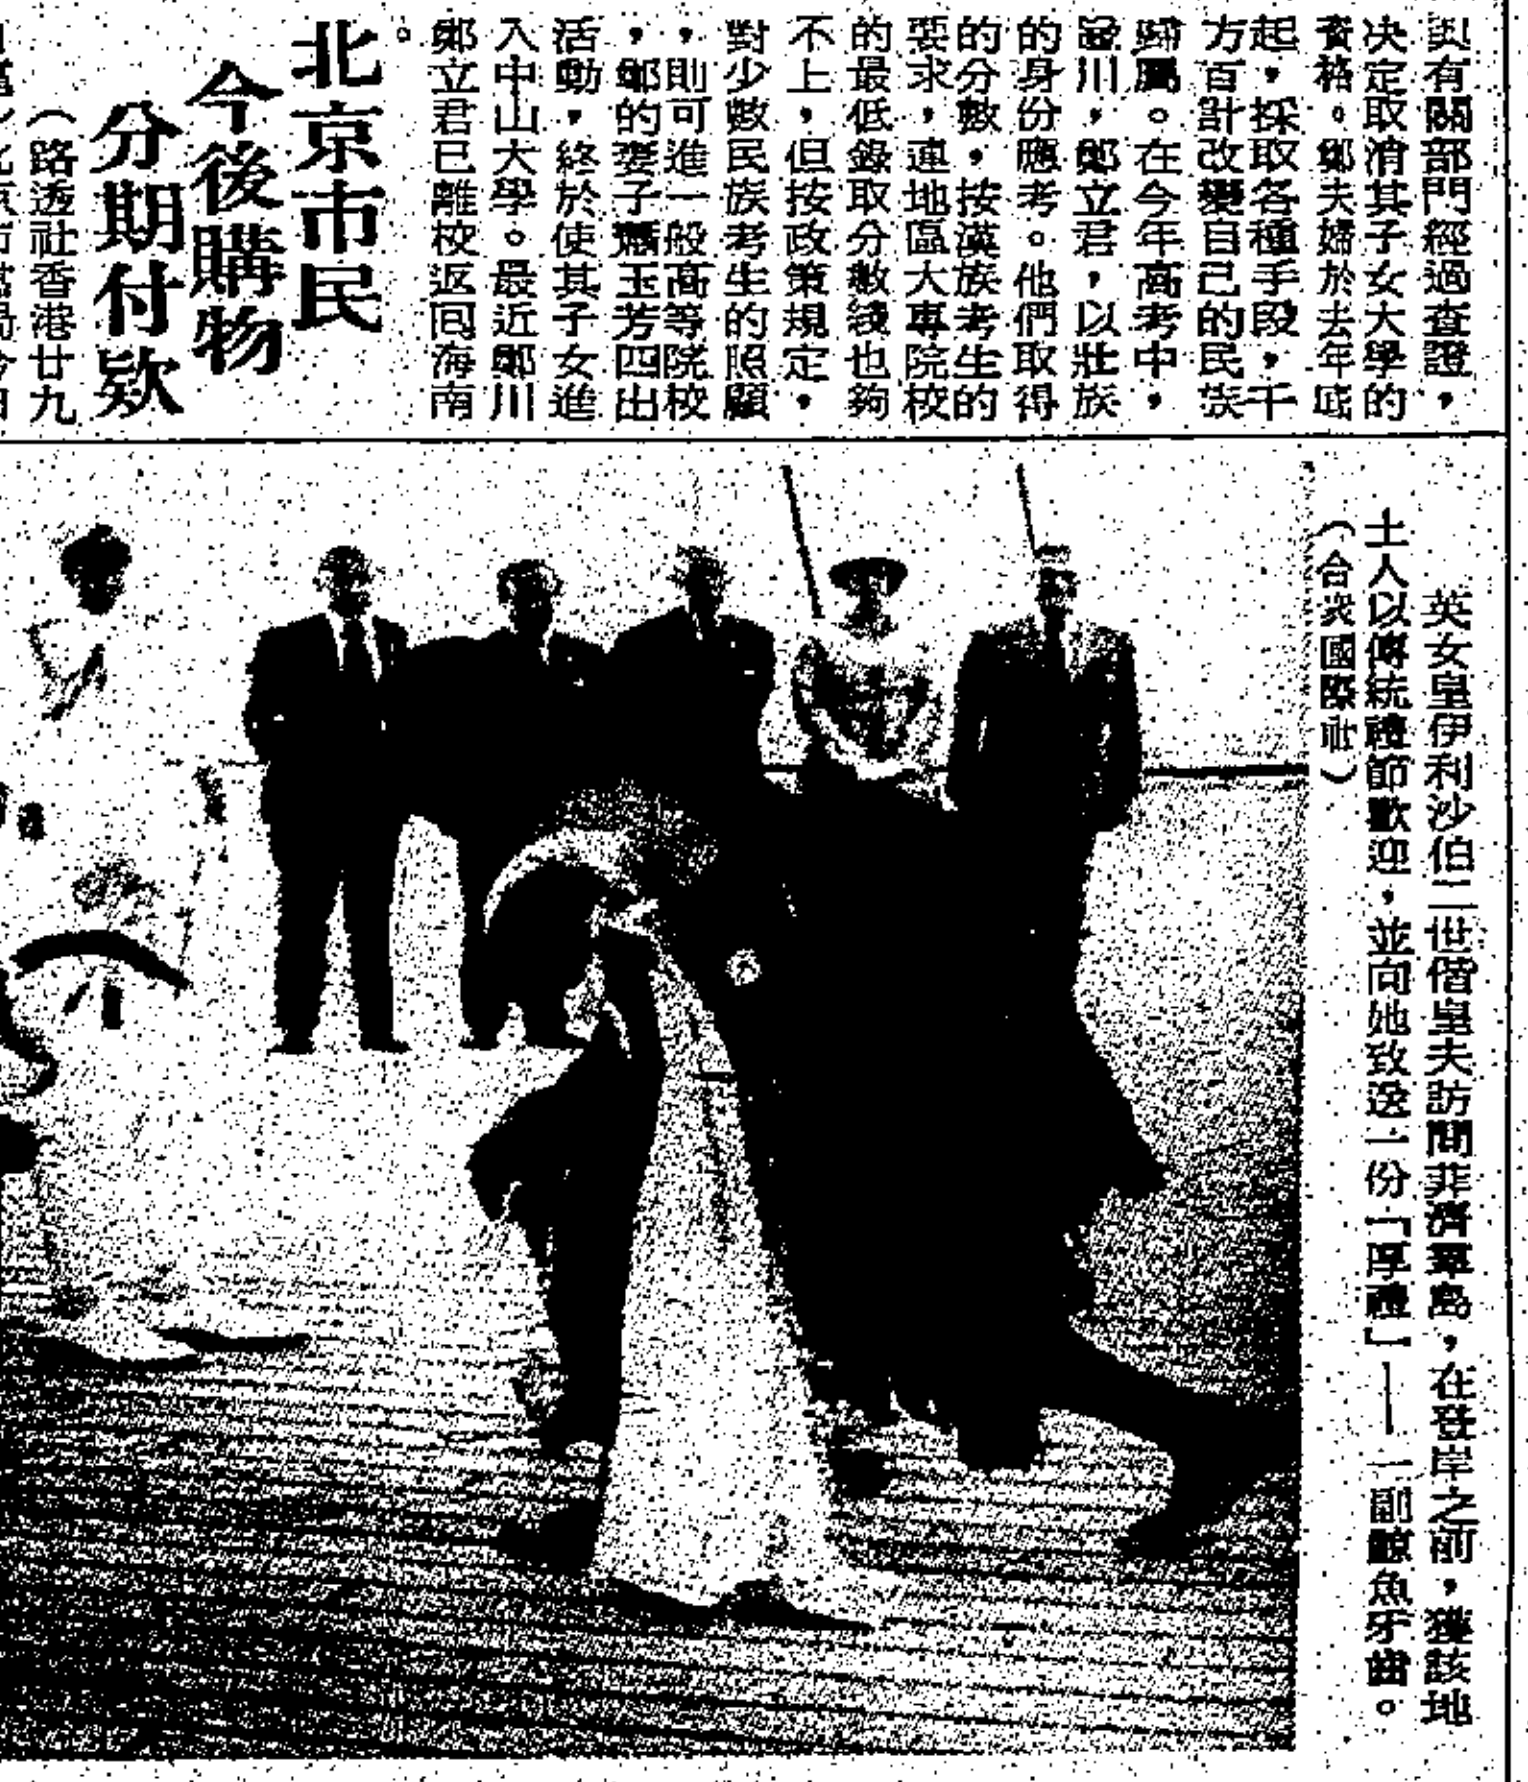 與有關部門經過查證，
决定取消其子女大學的
資格。鄭夫婦於去年底
起，採取各種手段，千
方百計改變自己的民族
歸屬。在今年高考中，
鄭川，鄭立君，以壯族
的身份應考。他們取得
的分數，按漢族考生的
要求，連地區大專院校
的最低錄取分數綫也夠
不上，但按政策規定，
對少數民族考生的照顧
，則可進一般高等院校
，鄭的妻子 玉芳四出
活動，終於使其子女進
入中山大學。最近鄭川
鄭立君已離校返回海南
。
北京市民
今後購物
分期付欵
（路透社香港廿九
英女皇伊利沙伯二世偕皇夫訪問菲濟羣島，在登岸之前，獲該地
土人以傳統禮節歡迎，並向她致送一份「厚禮」——一副鯨魚牙齒。
（合衆國際社）